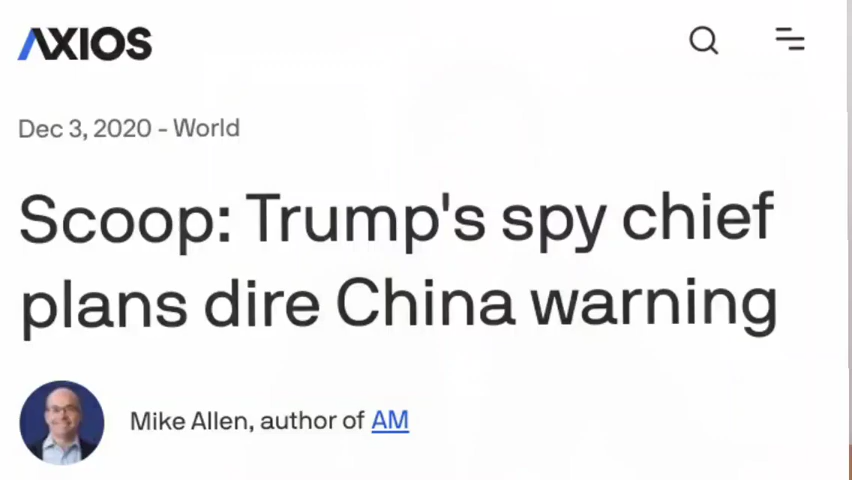 AXIOS
Dec 3, 2020 - World
Scoop: Trump's spy chief
plans dire China warning
Mike Allen, author of AM